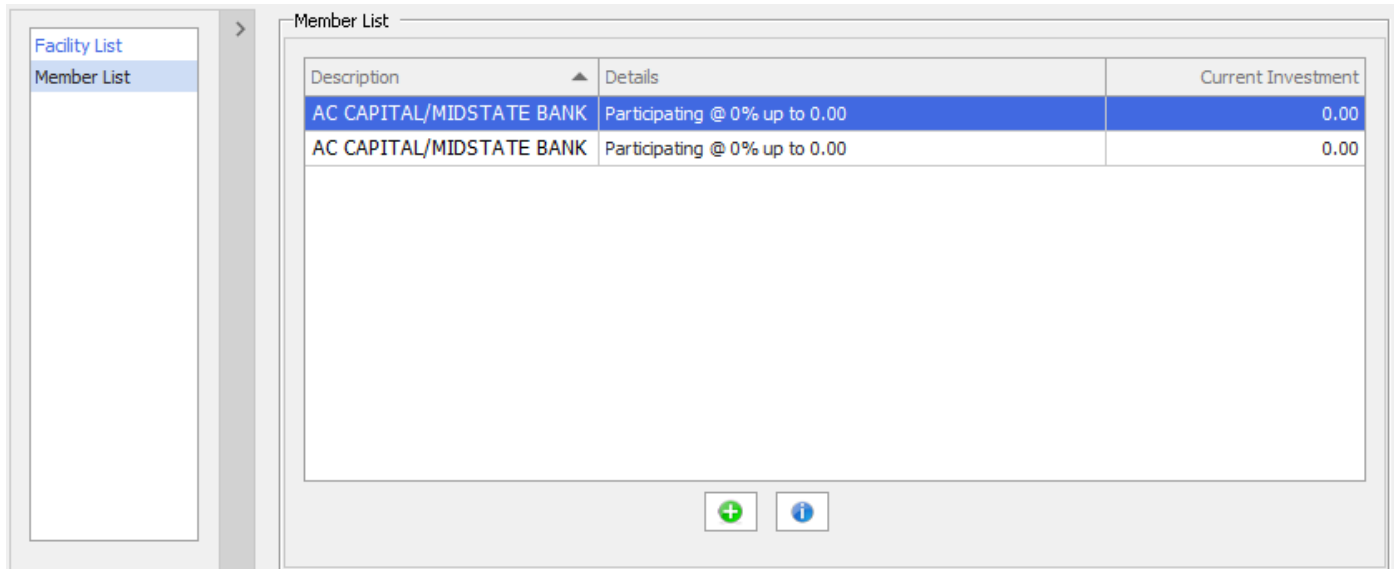 Facility List
Member List
>
Member List
Description Details Current Investment
AC CAPITAL/MIDSTATE BANK Participating @ 0% up to 0.00 0.00
AC CAPITAL/MIDSTATE BANK Participating @ 0% up to 0.00 0.00